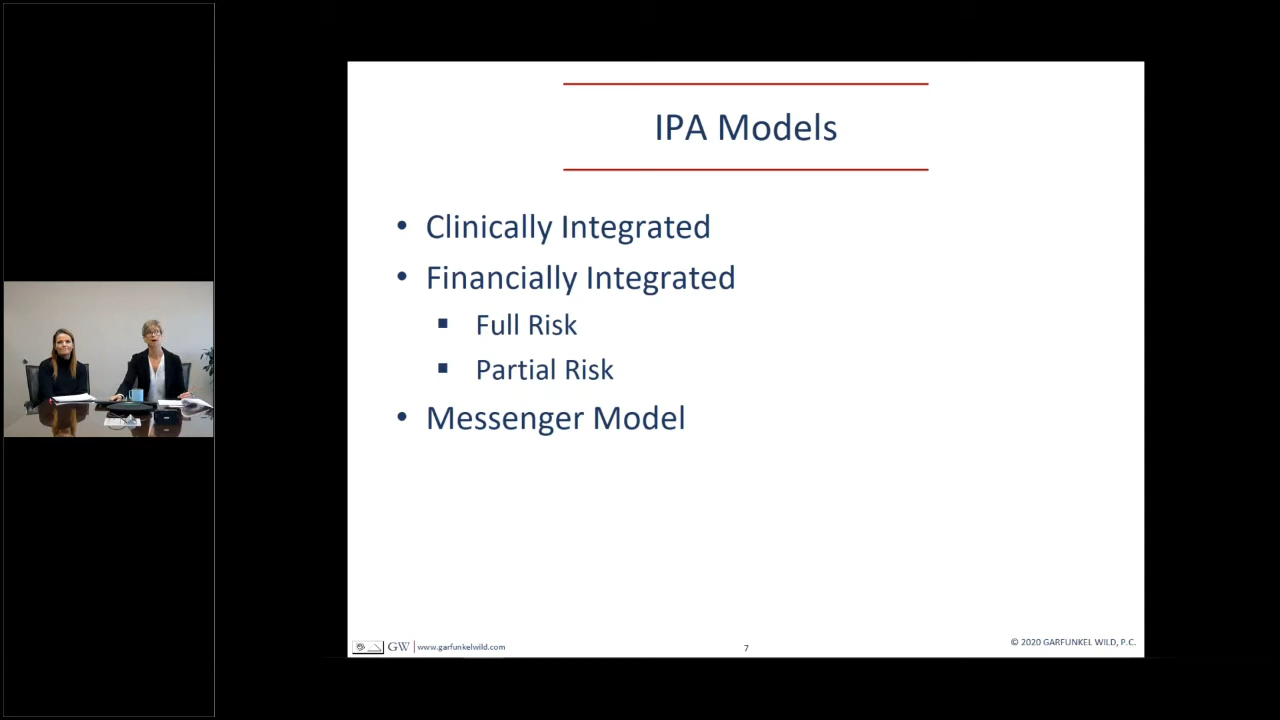 IPA Models
• Clinically Integrated
• Financially Integrated
▪ Full Risk
▪ Partial Risk
• Messenger Model
GW | www.garfunkelwild.com
7
© 2020 GARFUNKEL WILD, P.C.